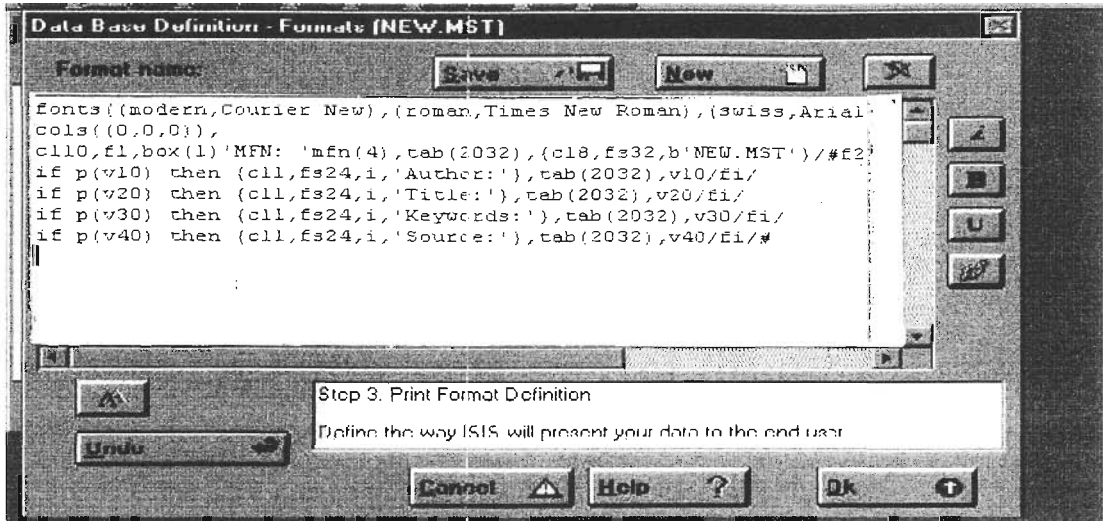 Data Base Definition - Formats [NEW.MST]
Format name:
Save
New
fonts((modern,Courier New),(roman,Times New Roman),(swiss,Arial
cols((0,0,0)),
cl10,f1,box(1)'MFN: 'mfn(4),tab(2032),{cl8,fs32,b'NEW.MST'}/#f2
if p(v10) then {cl1,fs24,i,'Author:'},tab(2032),v10/fi/
if p(v20) then {cl1,fs24,i,'Title:'},tab(2032),v20/fi/
if p(v30) then {cl1,fs24,i,'Keywords:'},tab(2032),v30/fi/
if p(v40) then {cl1,fs24,i,'Source:'},tab(2032),v40/fi/#
i
B
U
Step 3. Print Format Definition
Define the way ISIS will present your data to the end user
Undo
Cancel
Help
?
Ok